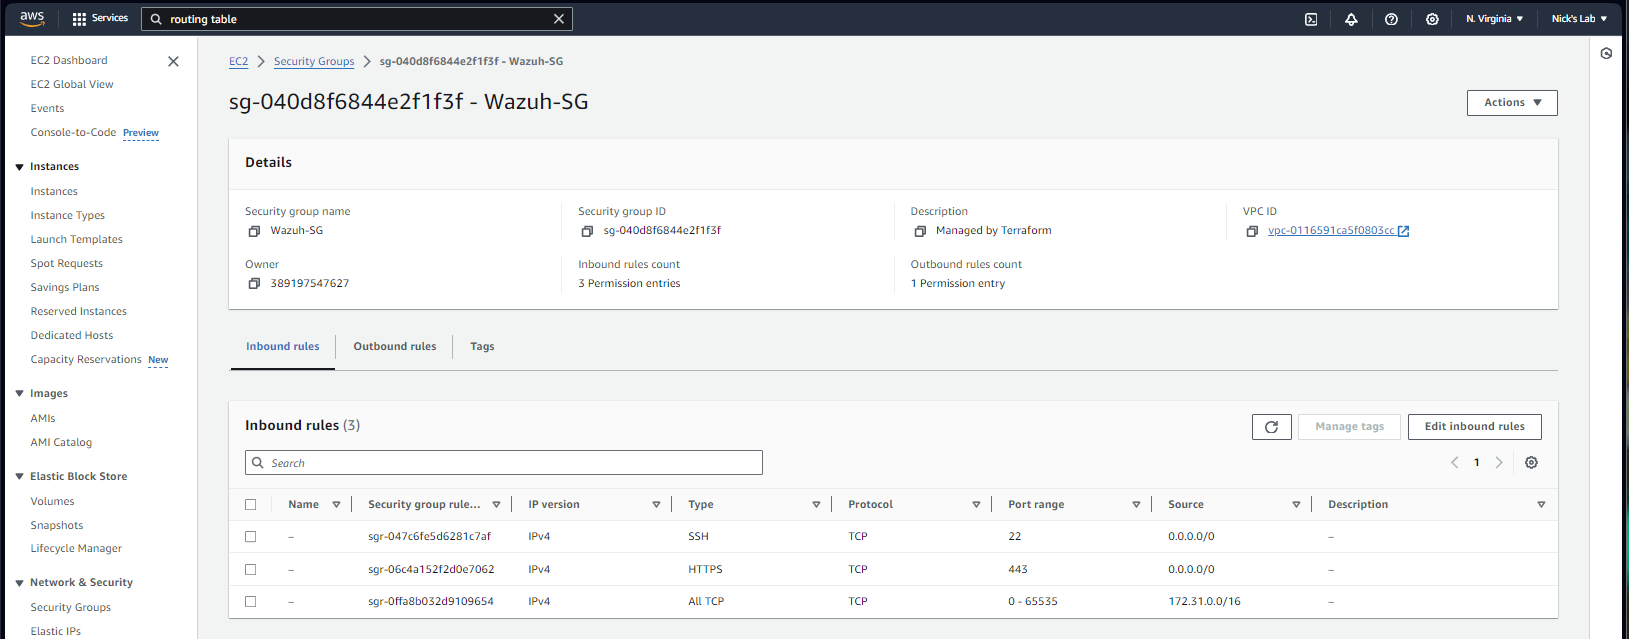 aws Services routing table N. Virginia Nick's Lab
EC2 Dashboard
EC2 Global View
Events
Console-to-Code Preview
Instances
Instances
Instance Types
Launch Templates
Spot Requests
Savings Plans
Reserved Instances
Dedicated Hosts
Capacity Reservations New
Images
AMIs
AMI Catalog
Elastic Block Store
Volumes
Snapshots
Lifecycle Manager
Network & Security
Security Groups
Elastic IPs
EC2 Security Groups sg-040d8f6844e2f1f3f - Wazuh-SG
sg-040d8f6844e2f1f3f - Wazuh-SG
Actions
Details
Security group name
Wazuh-SG
Security group ID
sg-040d8f6844e2f1f3f
Description
Managed by Terraform
VPC ID
vpc-0116591ca5f0803cc
Owner
389197547627
Inbound rules count
3 Permission entries
Outbound rules count
1 Permission entry
Inbound rules Outbound rules Tags
Inbound rules (3)
Manage tags Edit inbound rules
Search
1
Name Security group rule... IP version Type Protocol Port range Source Description
– sgr-047c6fe5d6281c7af IPv4 SSH TCP 22 0.0.0.0/0 –
– sgr-06c4a152f2d0e7062 IPv4 HTTPS TCP 443 0.0.0.0/0 –
– sgr-0ffa8b032d9109654 IPv4 All TCP TCP 0 - 65535 172.31.0.0/16 –